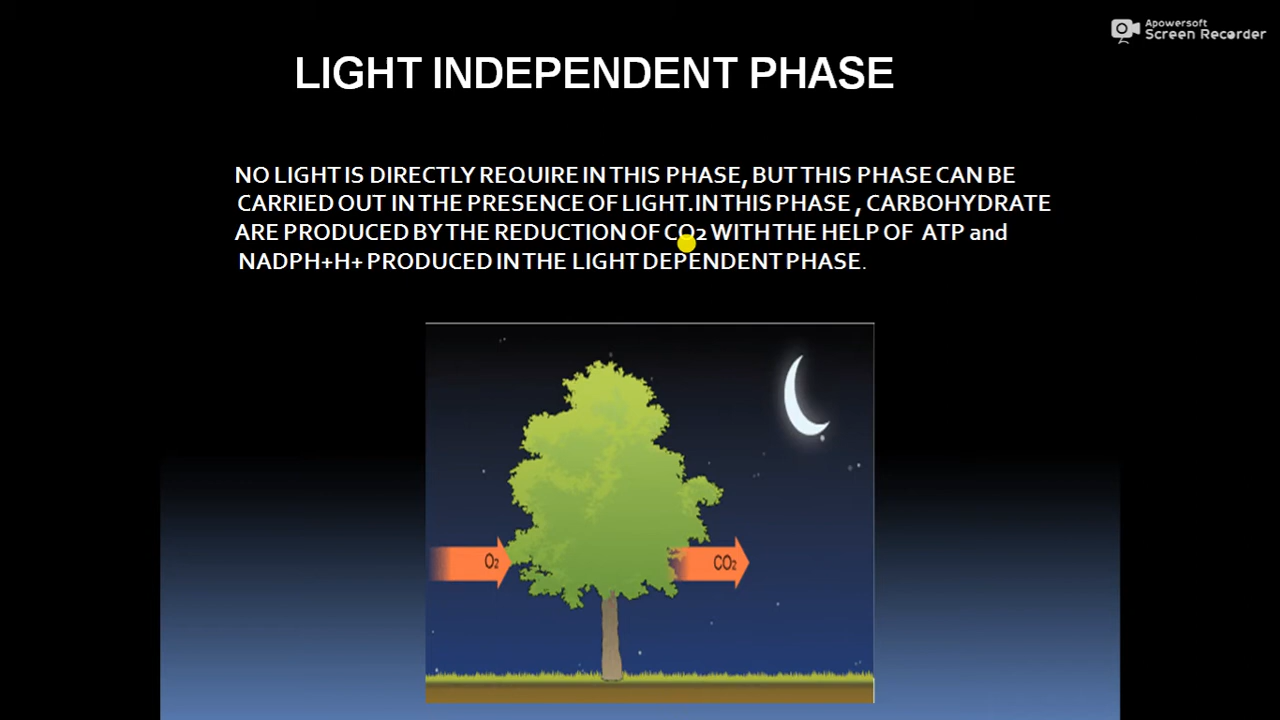 Apowersoft
Screen Recorder
LIGHT INDEPENDENT PHASE
NO LIGHT IS DIRECTLY REQUIRE IN THIS PHASE, BUT THIS PHASE CAN BE
CARRIED OUT IN THE PRESENCE OF LIGHT.IN THIS PHASE , CARBOHYDRATE
ARE PRODUCED BY THE REDUCTION OF CO2 WITH THE HELP OF ATP and
NADPH+H+ PRODUCED IN THE LIGHT DEPENDENT PHASE.
O₂
CO₂